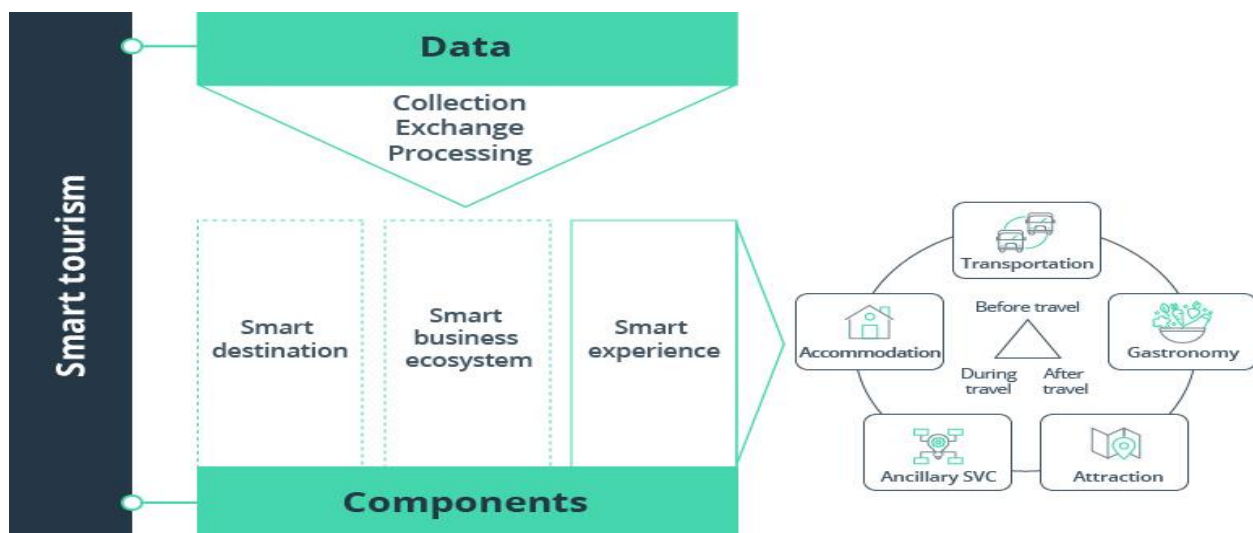 Smart tourism
Data
Collection
Exchange
Processing
Smart
destination
Smart
business
ecosystem
Smart
experience
Components
Transportation
Accommodation
Before travel
Gastronomy
During
travel
After
travel
Ancillary SVC
Attraction